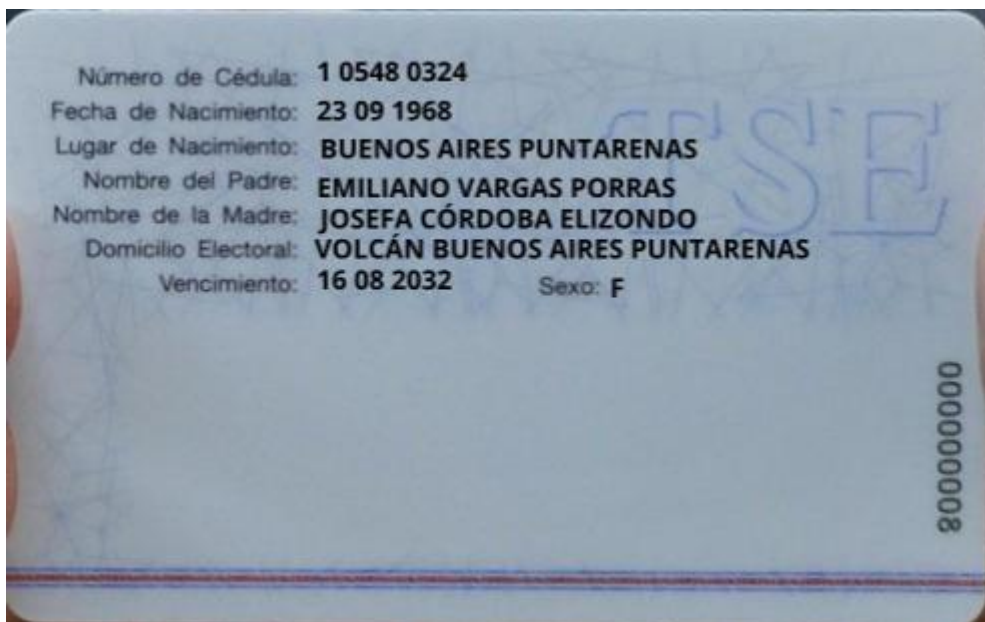 Número de Cédula: 1 0548 0324
Fecha de Nacimiento: 23 09 1968
Lugar de Nacimiento: BUENOS AIRES PUNTARENAS
Nombre del Padre: EMILIANO VARGAS PORRAS
Nombre de la Madre: JOSEFA CÓRDOBA ELIZONDO
Domicilio Electoral: VOLCÁN BUENOS AIRES PUNTARENAS
Vencimiento: 16 08 2032 Sexo: F
TSE
00000008